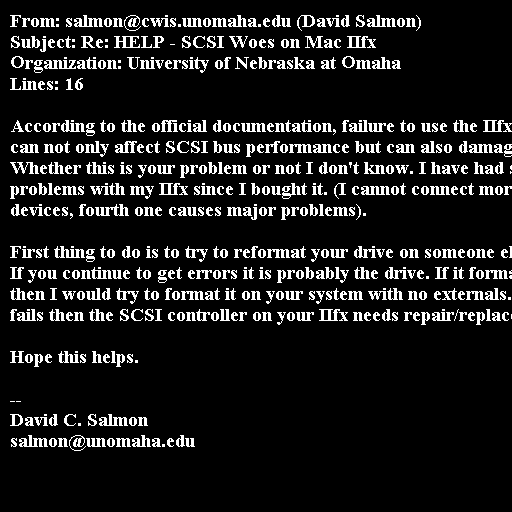 From: salmon@cwis.unomaha.edu (David Salmon)
Subject: Re: HELP - SCSI Woes on Mac IIfx
Organization: University of Nebraska at Omaha
Lines: 16

According to the official documentation, failure to use the IIfx
can not only affect SCSI bus performance but can also damag
Whether this is your problem or not I don't know. I have had
problems with my IIfx since I bought it. (I cannot connect mor
devices, fourth one causes major problems).

First thing to do is to try to reformat your drive on someone el
If you continue to get errors it is probably the drive. If it forma
then I would try to format it on your system with no externals.
fails then the SCSI controller on your IIfx needs repair/replac

Hope this helps.

--
David C. Salmon
salmon@unomaha.edu